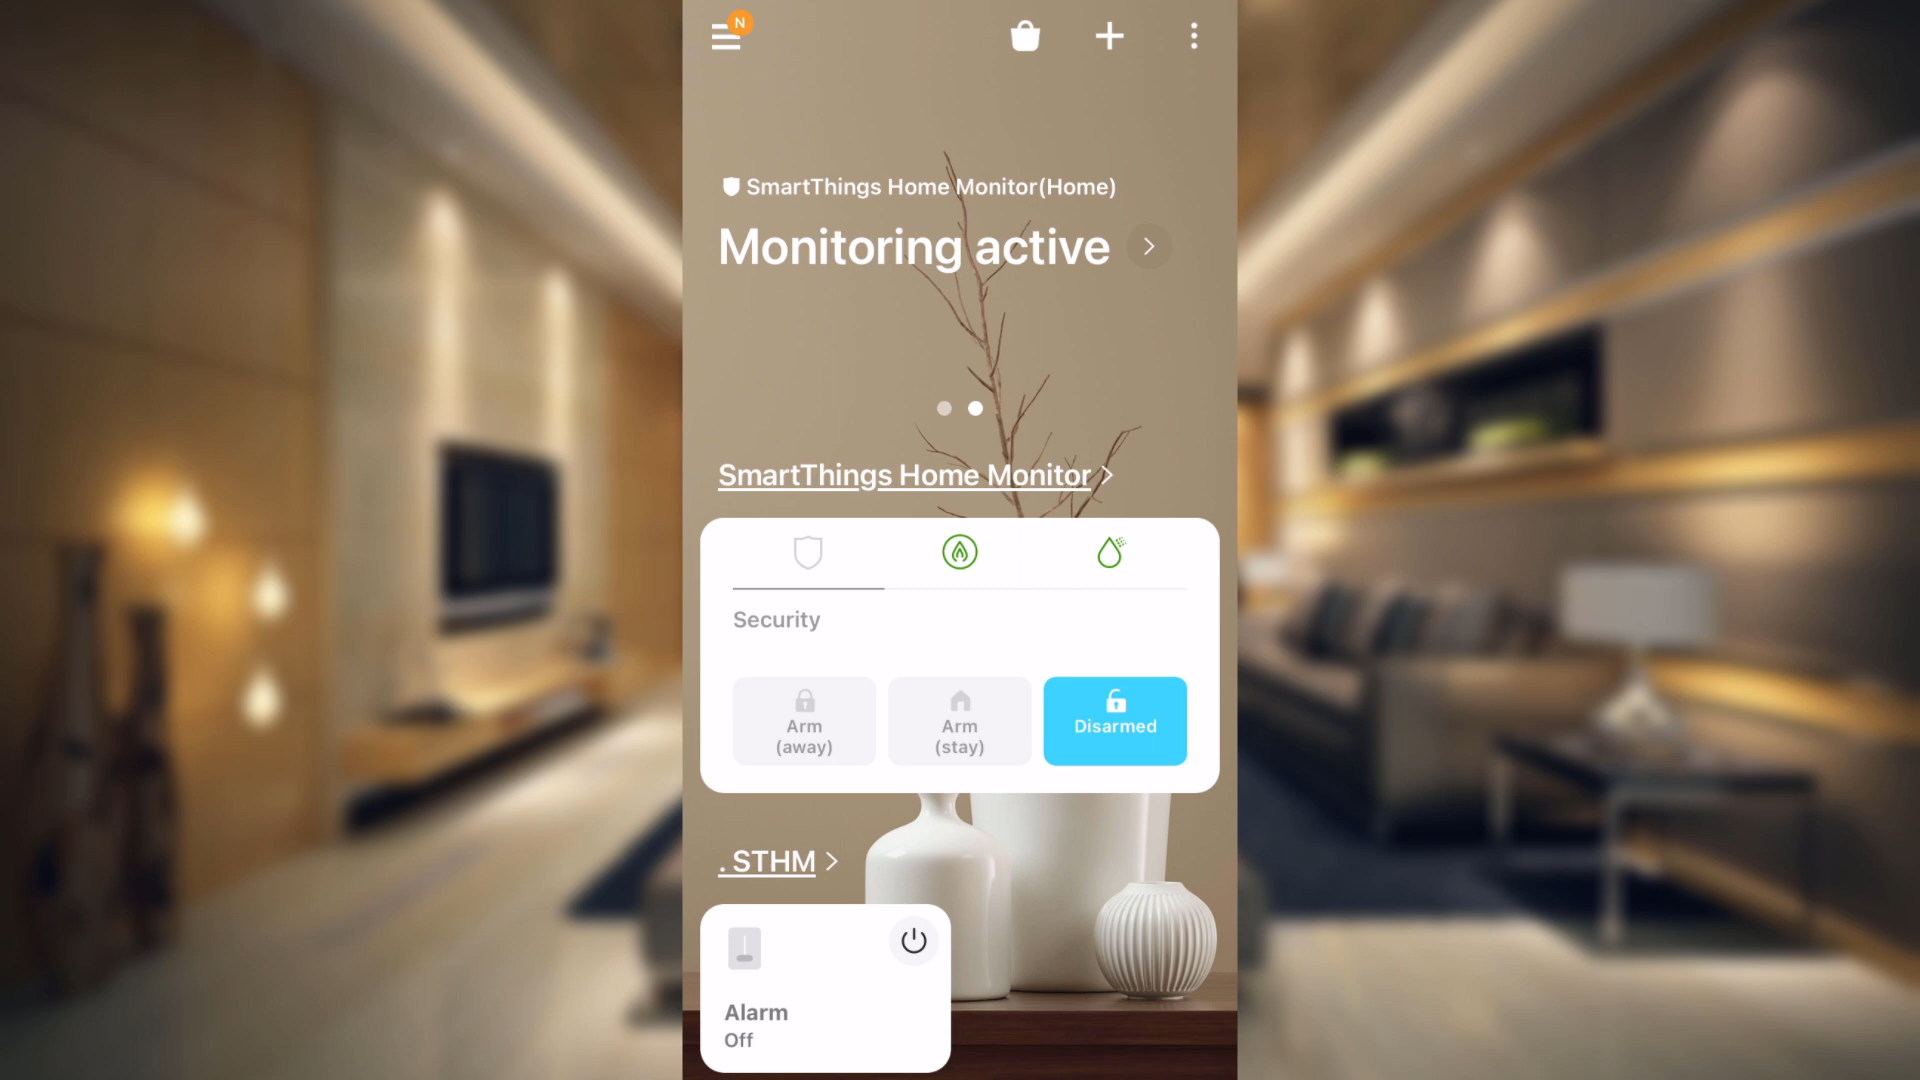 N
SmartThings Home Monitor(Home)
Monitoring active
SmartThings Home Monitor
Security
Arm
(away)
Arm
(stay)
Disarmed
. STHM
Alarm
Off